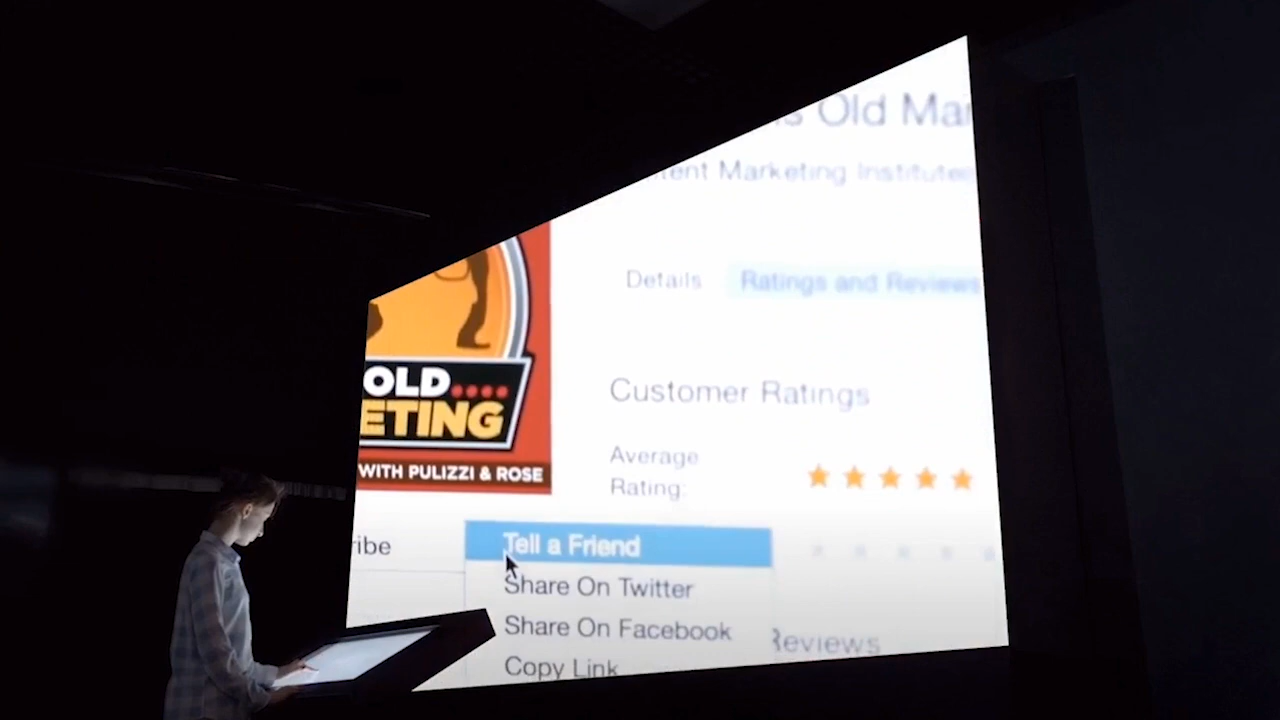 Old Mar
ent Marketing Institute
Details Ratings and Reviews
OLD....
ETING
WITH PULIZZI & ROSE
Customer Ratings
Average
Rating:
ribe
Tell a Friend
Share On Twitter
Share On Facebook
Copy Link
Reviews